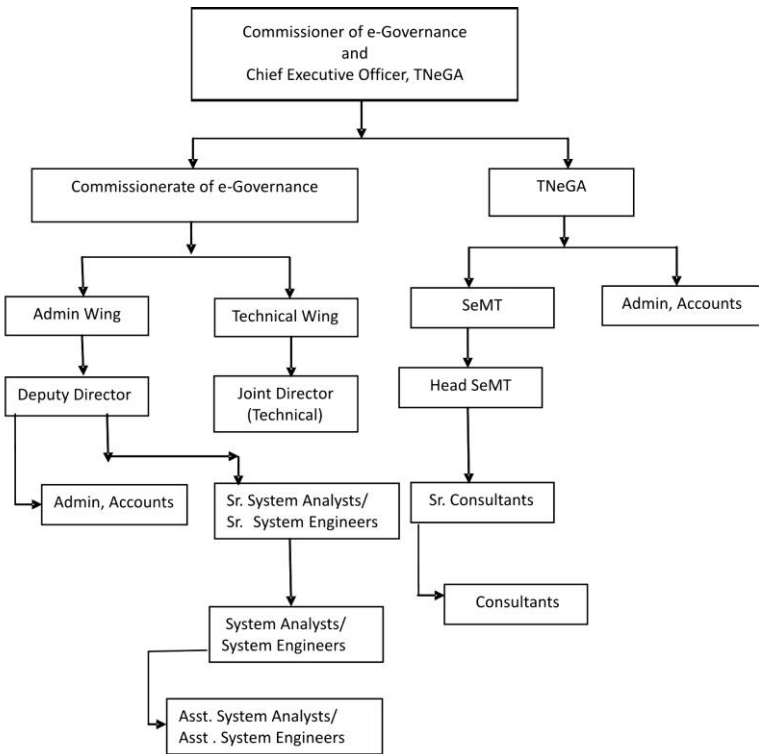 Commissioner of e-Governance
and
Chief Executive Officer, TNeGA
Commissionerate of e-Governance
TNeGA
Admin Wing
Technical Wing
SeMT
Admin, Accounts
Deputy Director
Joint Director
(Technical)
Head SeMT
Admin, Accounts
Sr. System Analysts/
Sr. System Engineers
Sr. Consultants
Consultants
System Analysts/
System Engineers
Asst. System Analysts/
Asst . System Engineers